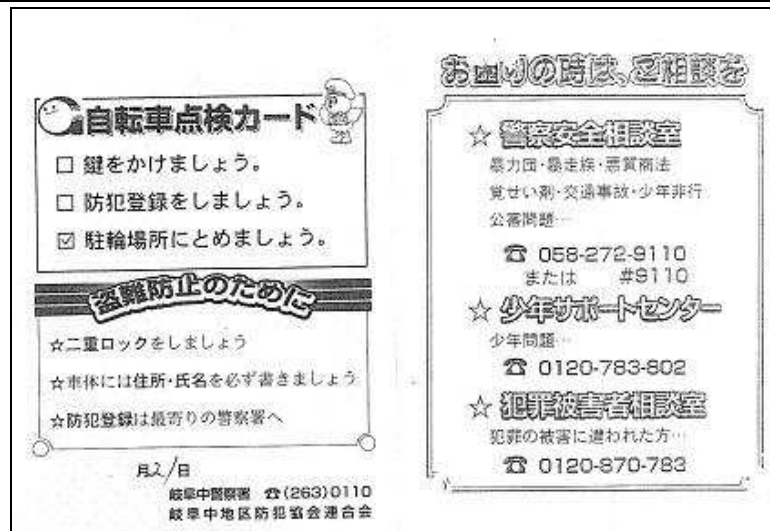 自転車点検カード
□ 鍵をかけましょう。
□ 防犯登録をしましょう。
☑ 駐輪場所にとめましょう。
盗難防止のために
☆二重ロックをしましょう
☆車体には住所・氏名を必ず書きましょう
☆防犯登録は最寄りの警察署へ
月21日
岐阜中警察署 ☎(263)0110
岐阜中地区防犯協会連合会
お困りの時は、ご相談を
☆ 警察安全相談室
暴力団・暴走族・悪質商法
覚せい剤・交通事故・少年非行
公害問題…
☎ 058-272-9110
または #9110
☆ 少年サポートセンター
少年問題…
☎ 0120-783-802
☆ 犯罪被害者相談室
犯罪の被害に遭われた方…
☎ 0120-870-783